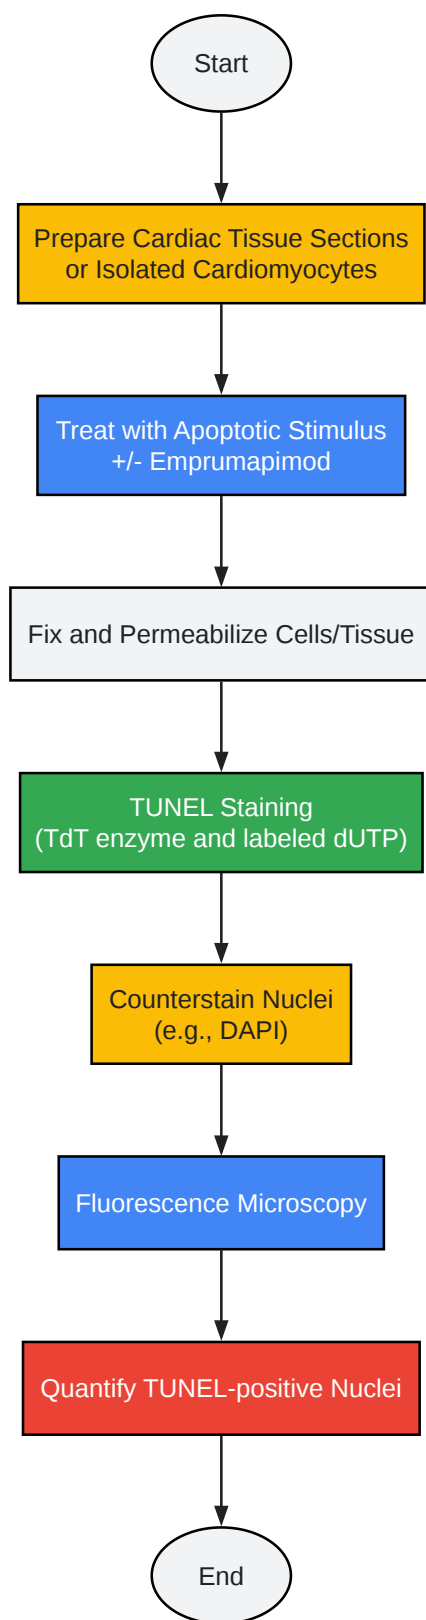 Start
Prepare Cardiac Tissue Sections
or Isolated Cardiomyocytes
Treat with Apoptotic Stimulus
+/- Emprumapimod
Fix and Permeabilize Cells/Tissue
TUNEL Staining
(TdT enzyme and labeled dUTP)
Counterstain Nuclei
(e.g., DAPI)
Fluorescence Microscopy
Quantify TUNEL-positive Nuclei
End